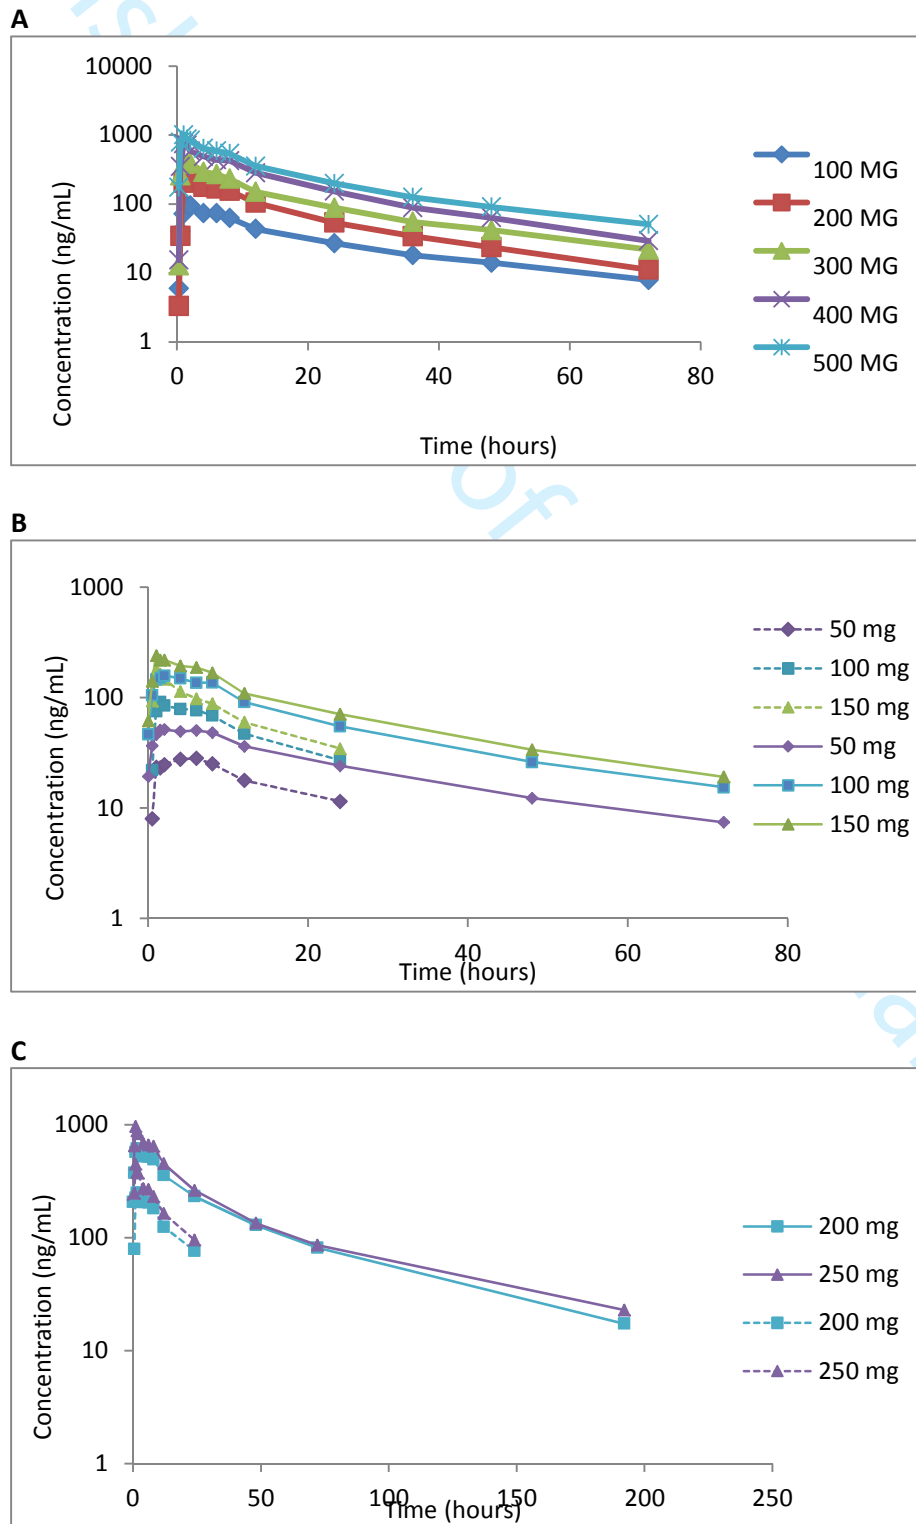 A
10000
1000
100
10
1
0 20 40 60 80
Concentration (ng/mL)
Time (hours)
100 MG
200 MG
300 MG
400 MG
500 MG
of
B
1000
100
10
1
0 20 40 60 80
Concentration (ng/mL)
Time (hours)
50 mg
100 mg
150 mg
50 mg
100 mg
150 mg
C
1000
100
10
1
0 50 100 150 200 250
Concentration (ng/mL)
Time (hours)
200 mg
250 mg
200 mg
250 mg